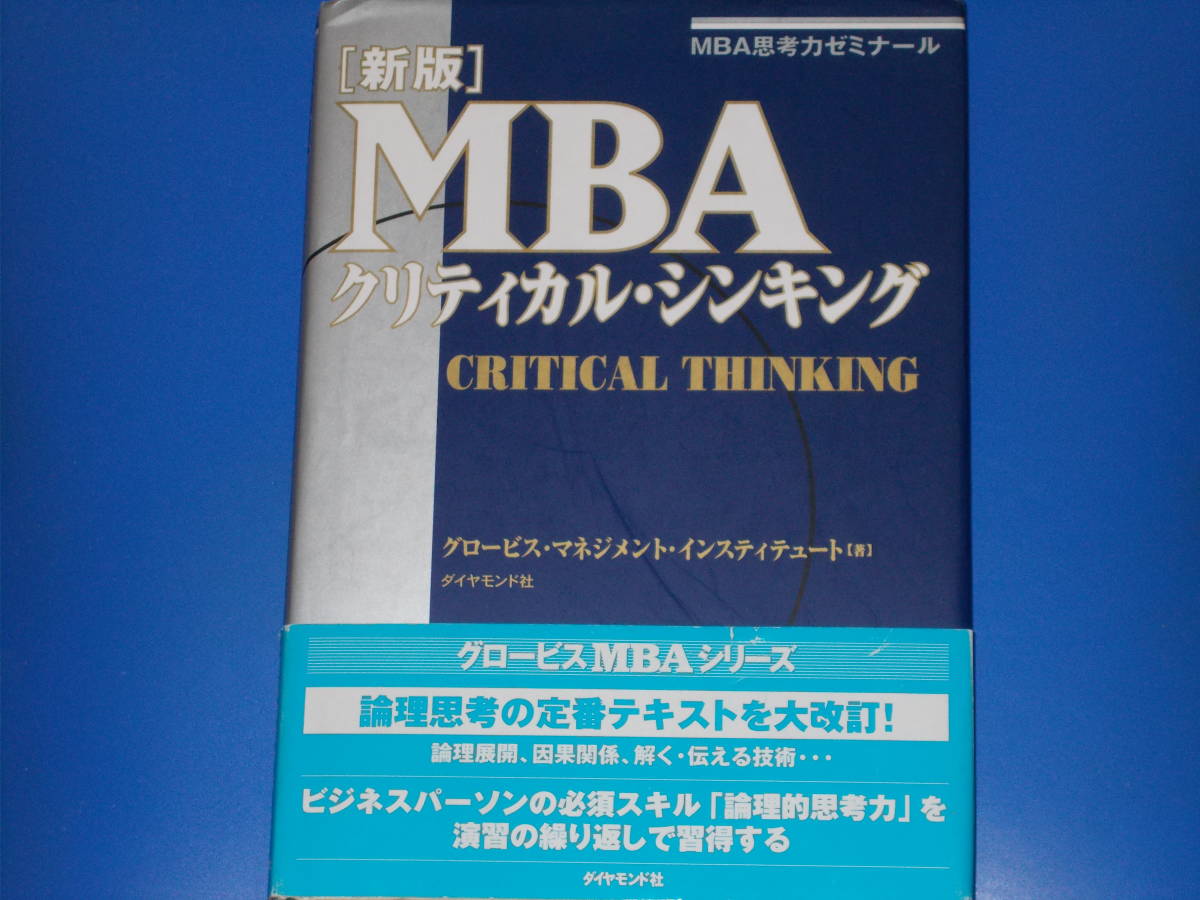 MBA思考力ゼミナール
[新版]
MBA
クリティカル・シンキング
CRITICAL THINKING
グロービス・マネジメント・インスティテュート【著】
ダイヤモンド社
グロービスMBAシリーズ
論理思考の定番テキストを大改訂!
論理展開、因果関係、解く・伝える技術・・・
ビジネスパーソンの必須スキル「論理的思考力」を
演習の繰り返しで習得する
ダイヤモンド社